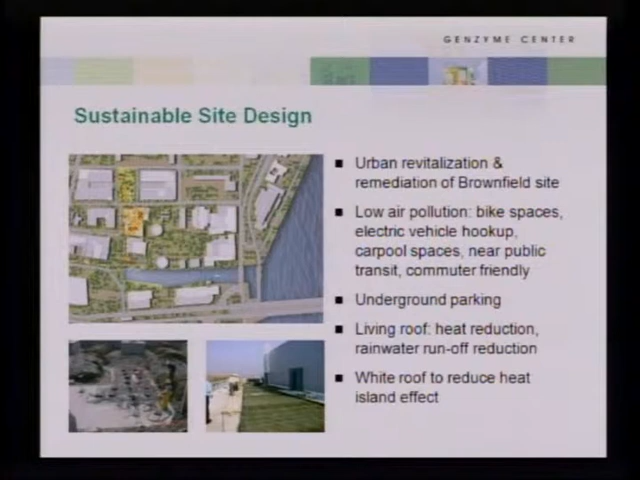 GENZYME CENTER
Sustainable Site Design
■ Urban revitalization &
remediation of Brownfield site
■ Low air pollution: bike spaces,
electric vehicle hookup,
carpool spaces, near public
transit, commuter friendly
■ Underground parking
■ Living roof: heat reduction,
rainwater run-off reduction
■ White roof to reduce heat
island effect